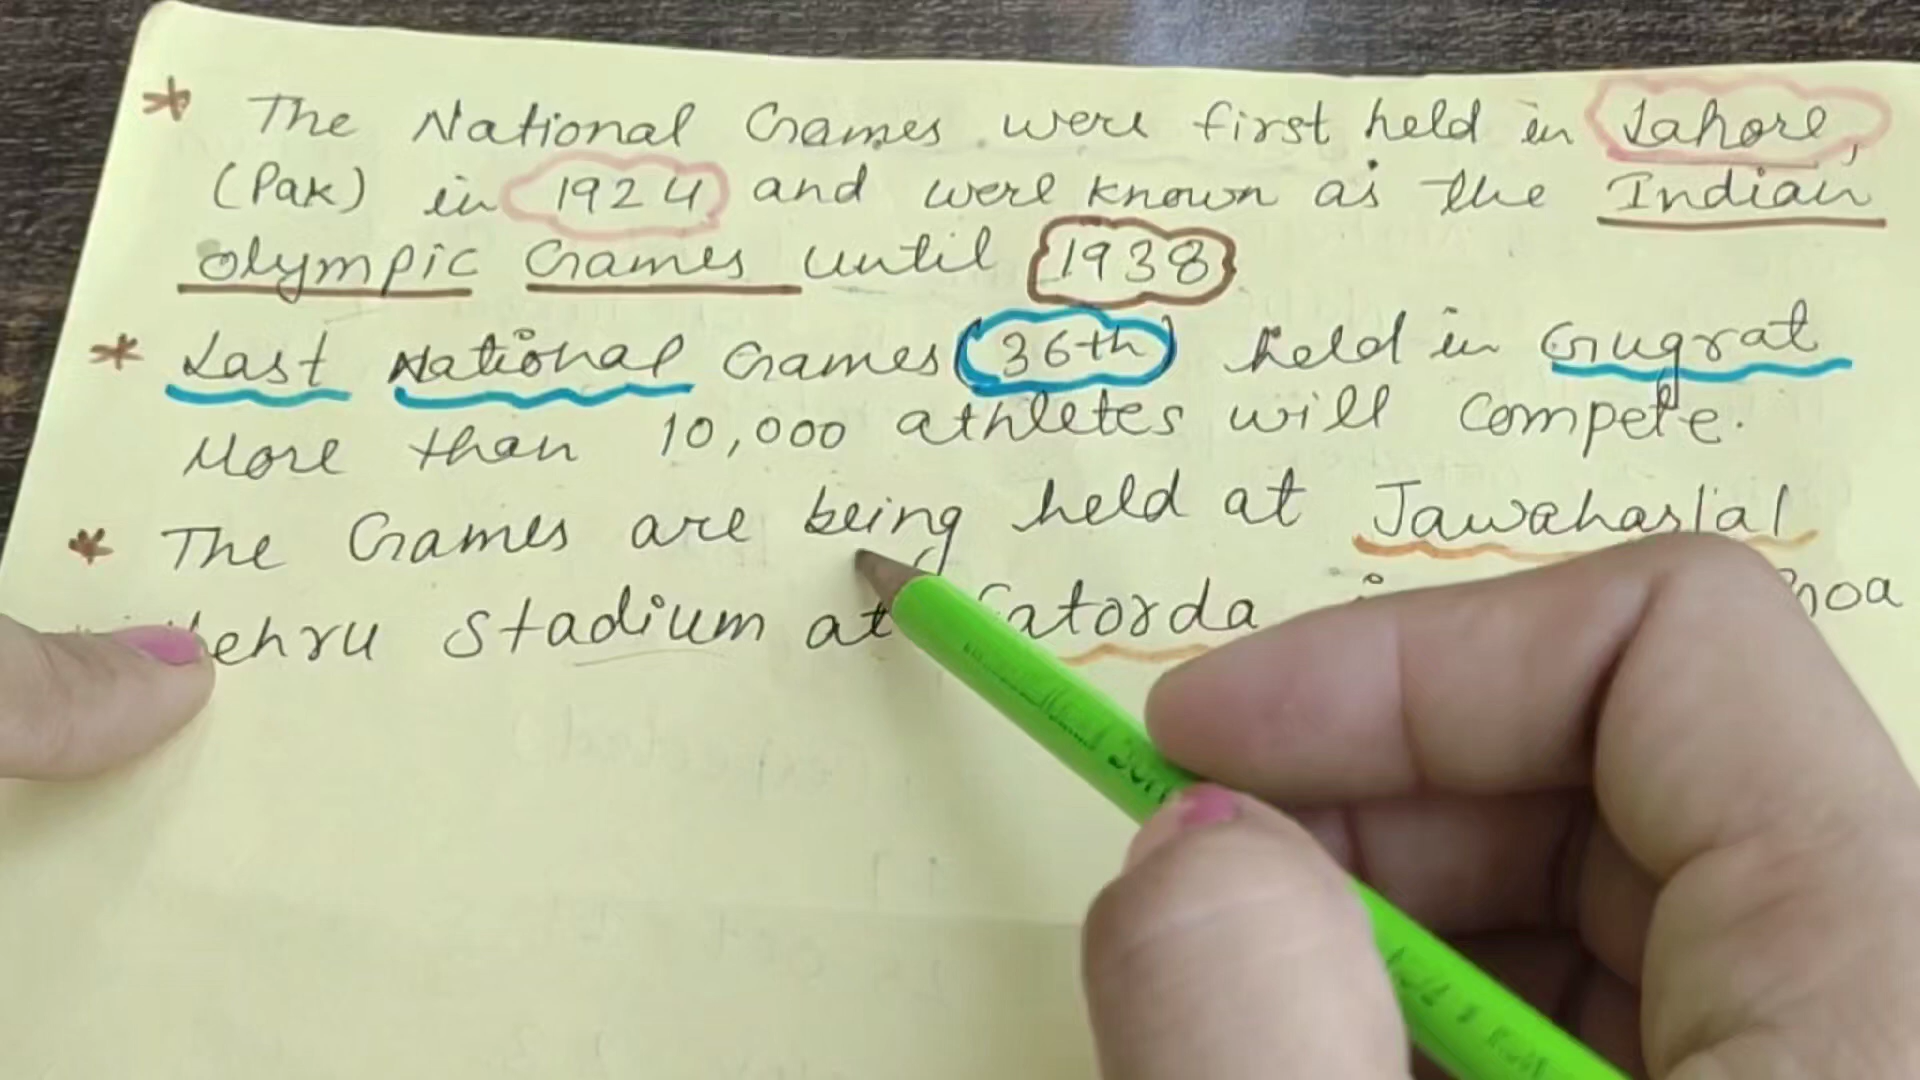 * The National Games were first held in Lahore,
(Pak) in 1924 and were known as the Indian
olympic Games until 1938
* Last National Games (36th) held in Gugrat
More than 10,000 athletes will compete.
* The Games are being held at Jawaharlal
Nehru Stadium at Fatorda in Goa